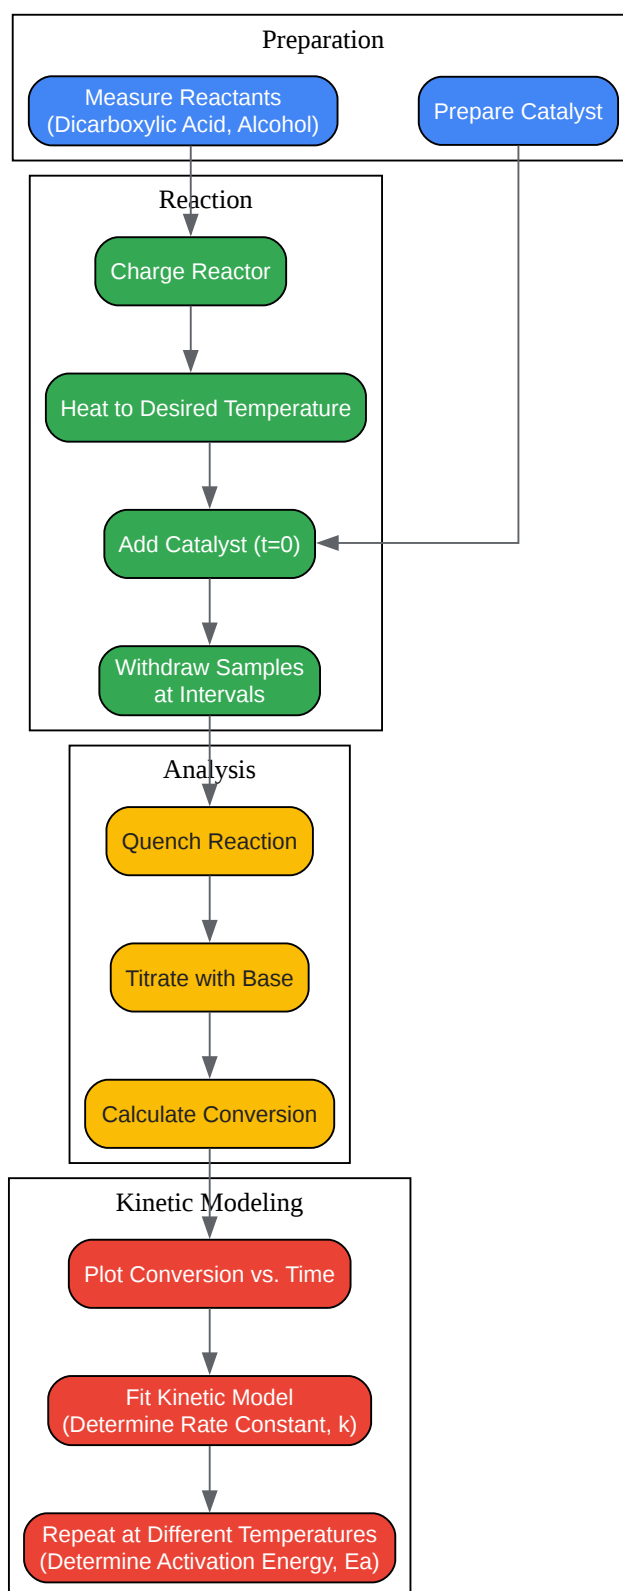 Preparation
Measure Reactants
(Dicarboxylic Acid, Alcohol)
Prepare Catalyst
Reaction
Charge Reactor
Heat to Desired Temperature
Add Catalyst (t=0)
Withdraw Samples
at Intervals
Analysis
Quench Reaction
Titrate with Base
Calculate Conversion
Kinetic Modeling
Plot Conversion vs. Time
Fit Kinetic Model
(Determine Rate Constant, k)
Repeat at Different Temperatures
(Determine Activation Energy, Ea)